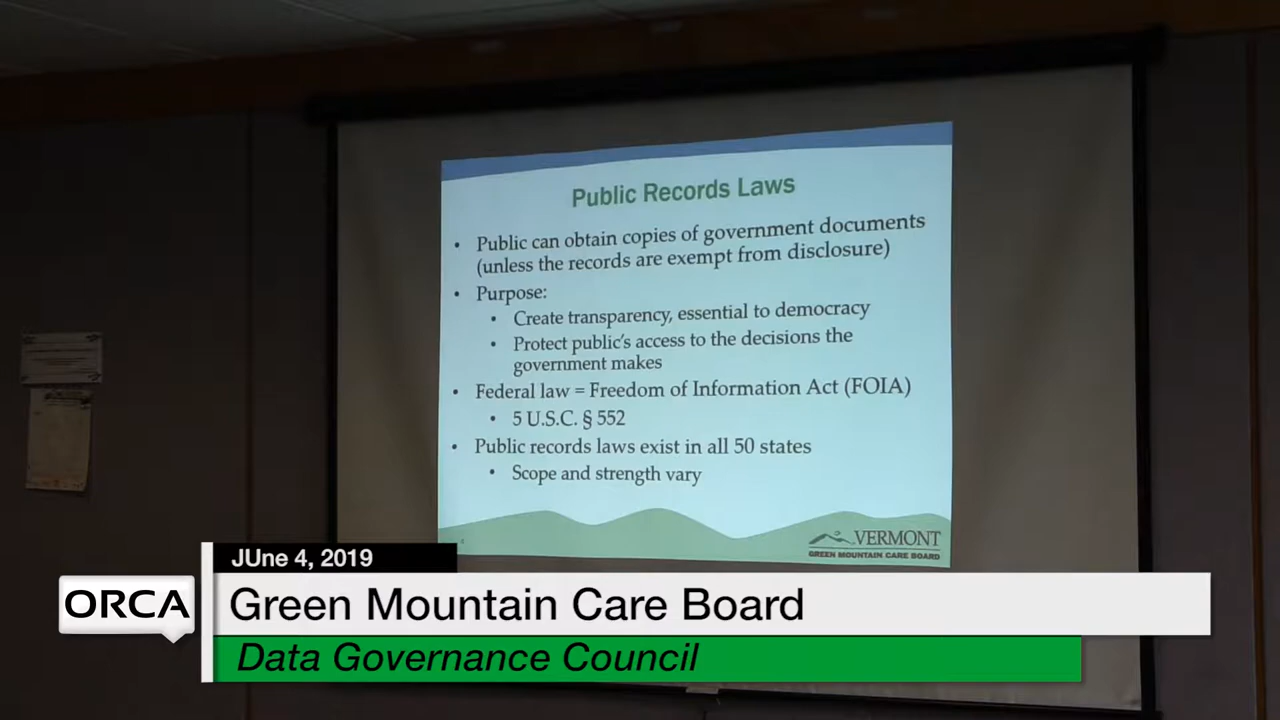 Public Records Laws
• Public can obtain copies of government documents
(unless the records are exempt from disclosure)
• Purpose:
• Create transparency, essential to democracy
• Protect public's access to the decisions the
government makes
• Federal law = Freedom of Information Act (FOIA)
• 5 U.S.C. § 552
• Public records laws exist in all 50 states
• Scope and strength vary
VERMONT
GREEN MOUNTAIN CARE BOARD
JUne 4, 2019
ORCA
Green Mountain Care Board
Data Governance Council